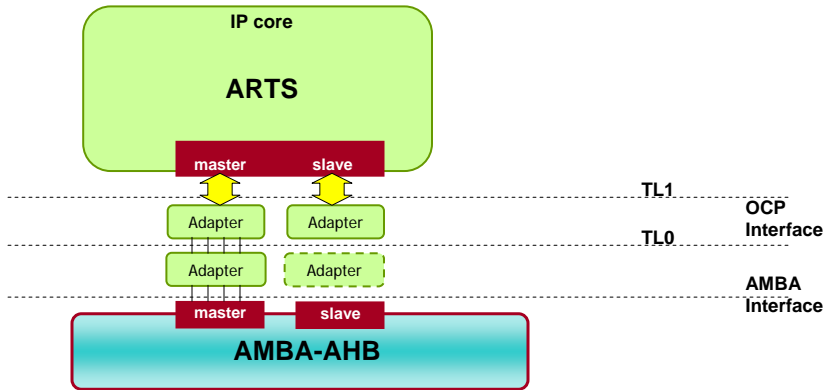 IP core
ARTS
master slave
TL1
OCP
Interface
Adapter Adapter
TL0
Adapter Adapter
AMBA
Interface
master slave
AMBA-AHB